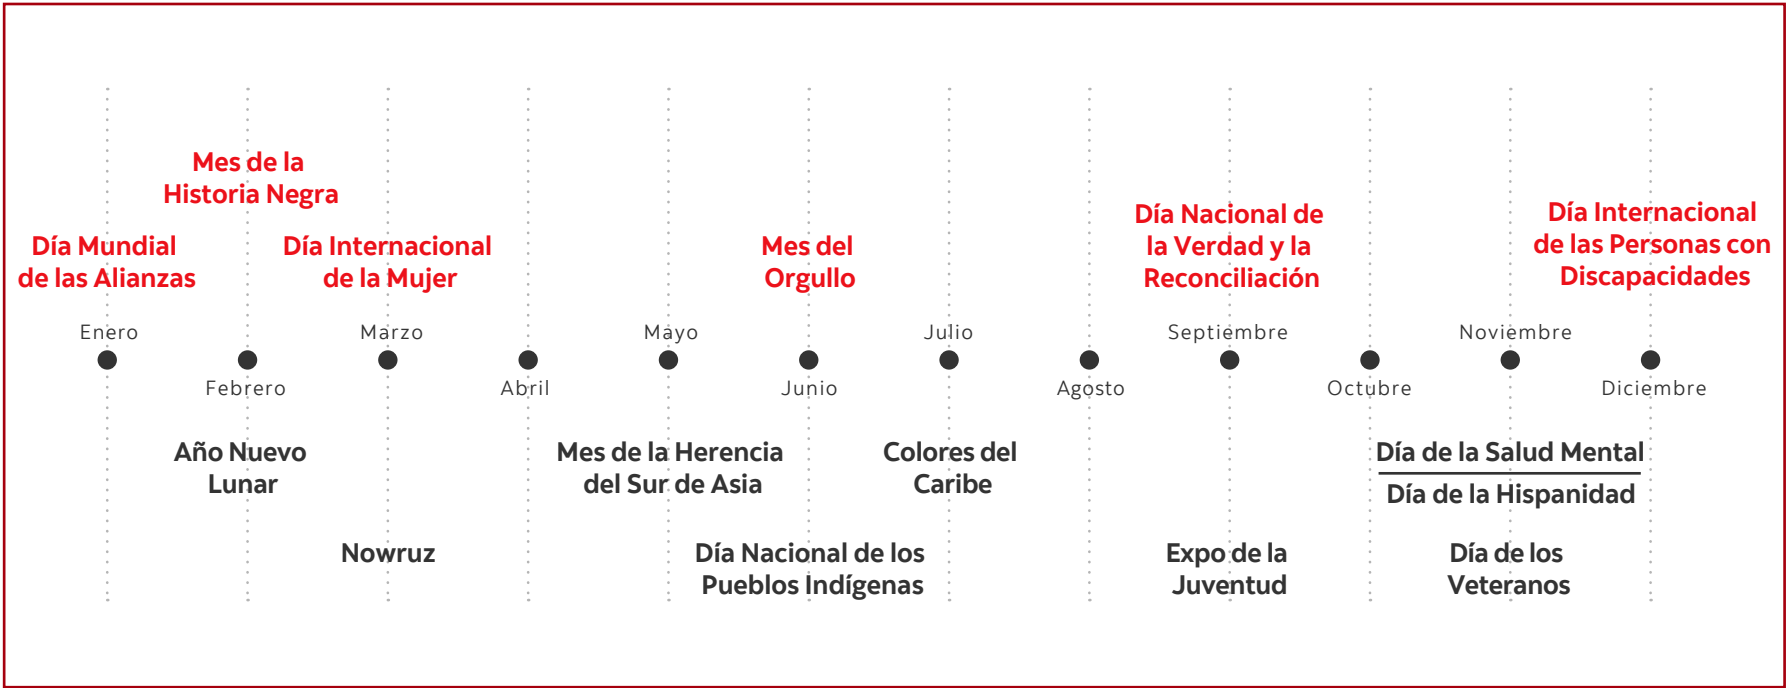 Mes de la
Historia Negra
Día Mundial
de las Alianzas
Día Internacional
de la Mujer
Mes del
Orgullo
Día Nacional de
la Verdad y la
Reconciliación
Día Internacional
de las Personas con
Discapacidades
Enero
Febrero
Marzo
Abril
Mayo
Junio
Julio
Agosto
Septiembre
Octubre
Noviembre
Diciembre
Año Nuevo
Lunar
Nowruz
Mes de la Herencia
del Sur de Asia
Día Nacional de los
Pueblos Indígenas
Colores del
Caribe
Expo de la
Juventud
Día de la Salud Mental
Día de la Hispanidad
Día de los
Veteranos